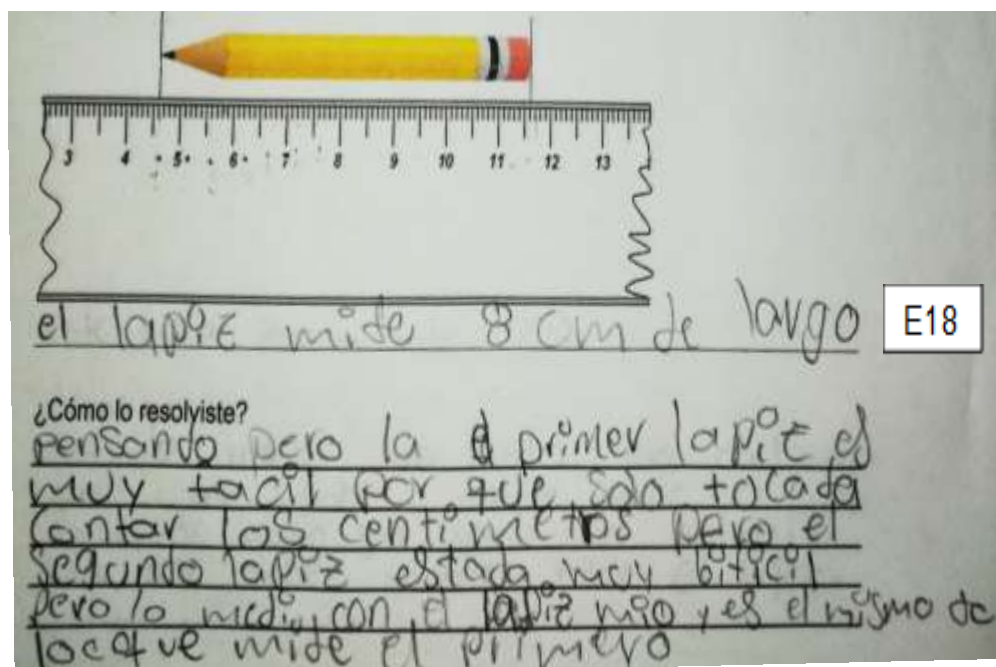 3 4 5 6 7 8 9 10 11 12 13
el lapiz mide 8 cm de largo
E18
¿Cómo lo resolviste?
pensando pero la primer lapiz es
muy facil por que solo tocada
contar los centimetros pero el
segundo lapiz estada muy biticil
pero lo medi, con el lapiz mio, es el mismo de
locque mide el primero